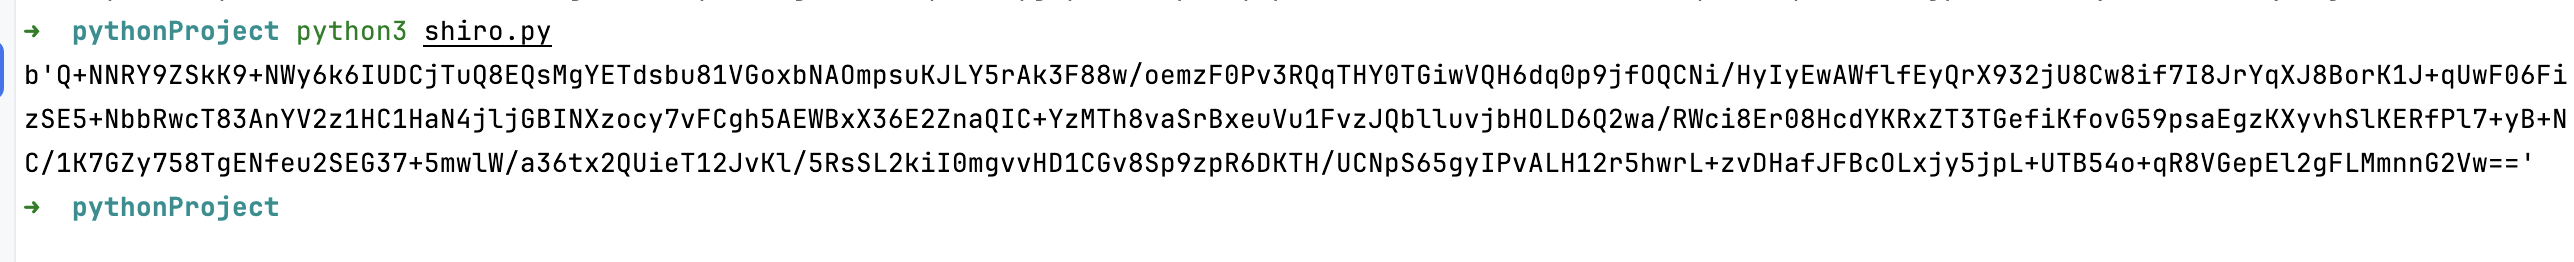 → pythonProject python3 shiro.py
b'Q+NNRY9ZSkK9+NWy6k6IUDCjTuQ8EQsMgYETdsbu81VGoxbNAOmpsuKJLY5rAk3F88w/oemzF0Pv3RQqTHY0TGiwVQH6dq0p9jfOQCNi/HyIyEwAWflfEyQrX932jU8Cw8if7I8JrYqXJ8BorK1J+qUwF06Fi
zSE5+NbbRwcT83AnYV2z1HC1HaN4jljGBINXzocy7vFCgh5AEWBxX36E2ZnaQIC+YzMTh8vaSrBxeuVu1FvzJQblluvjbHOLD6Q2wa/RWci8Er08HcdYKRxZT3TGefiKfovG59psaEgzKXyvhSlKERfPl7+yB+N
C/1K7GZy758TgENfeu2SEG37+5mwlW/a36tx2QUieT12JvKl/5RsSL2kiI0mgvvHD1CGv8Sp9zpR6DKTH/UCNpS65gyIPvALH12r5hwrL+zvDHafJFBcOLxjy5jpL+UTB54o+qR8VGepEl2gFLMmnnG2Vw=='
→ pythonProject